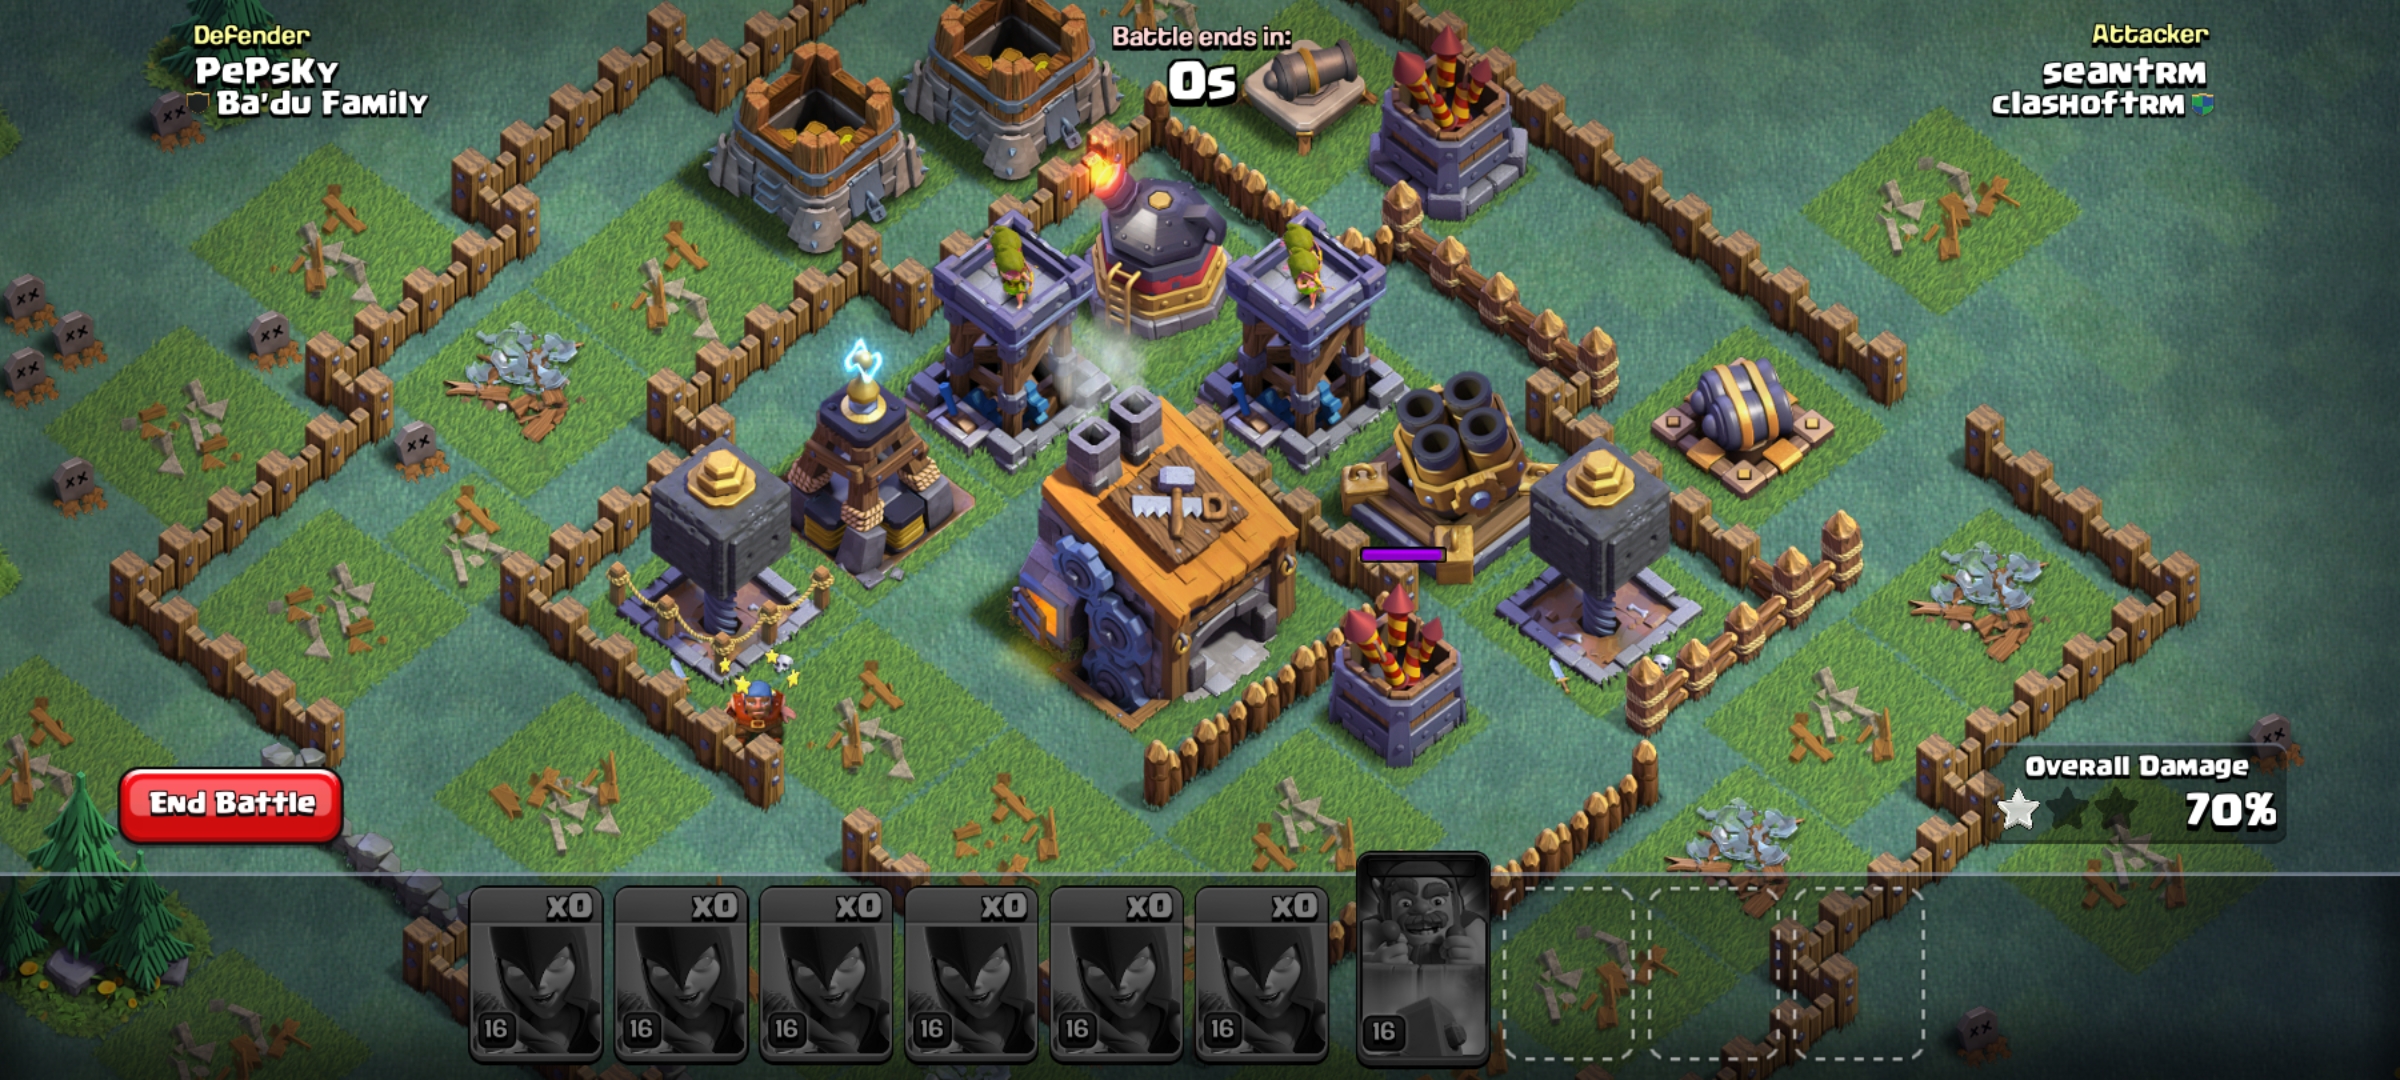 Defender
PePsKy
Ba'du Family
Battle ends in:
0s
Attacker
seantRM
clashoftRM
End Battle
Overall Damage
70%
x0 x0 x0 x0 x0 x0
16 16 16 16 16 16 16